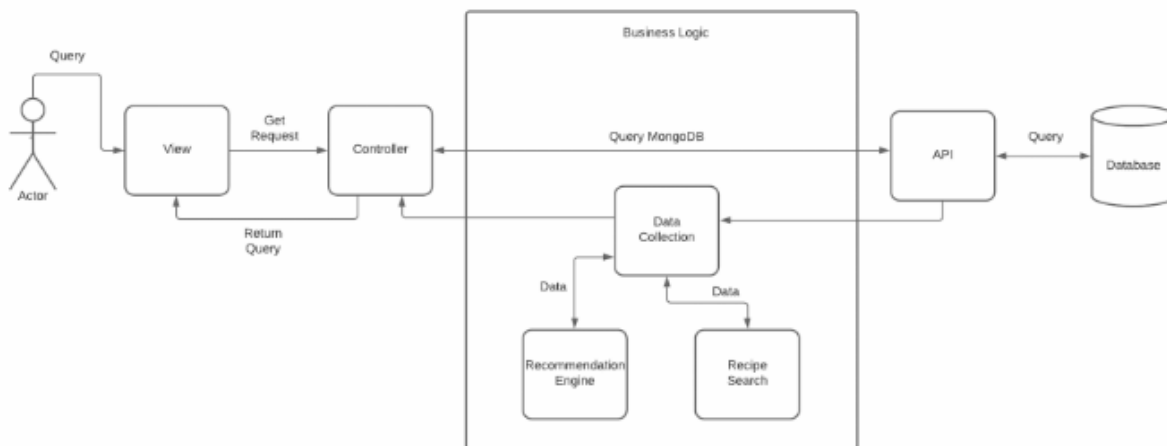 Business Logic
Query
Get
Request
View
Controller
Query MongoDB
API
Query
Database
Actor
Return
Query
Data
Collection
Data
Data
Recommendation
Engine
Recipe
Search